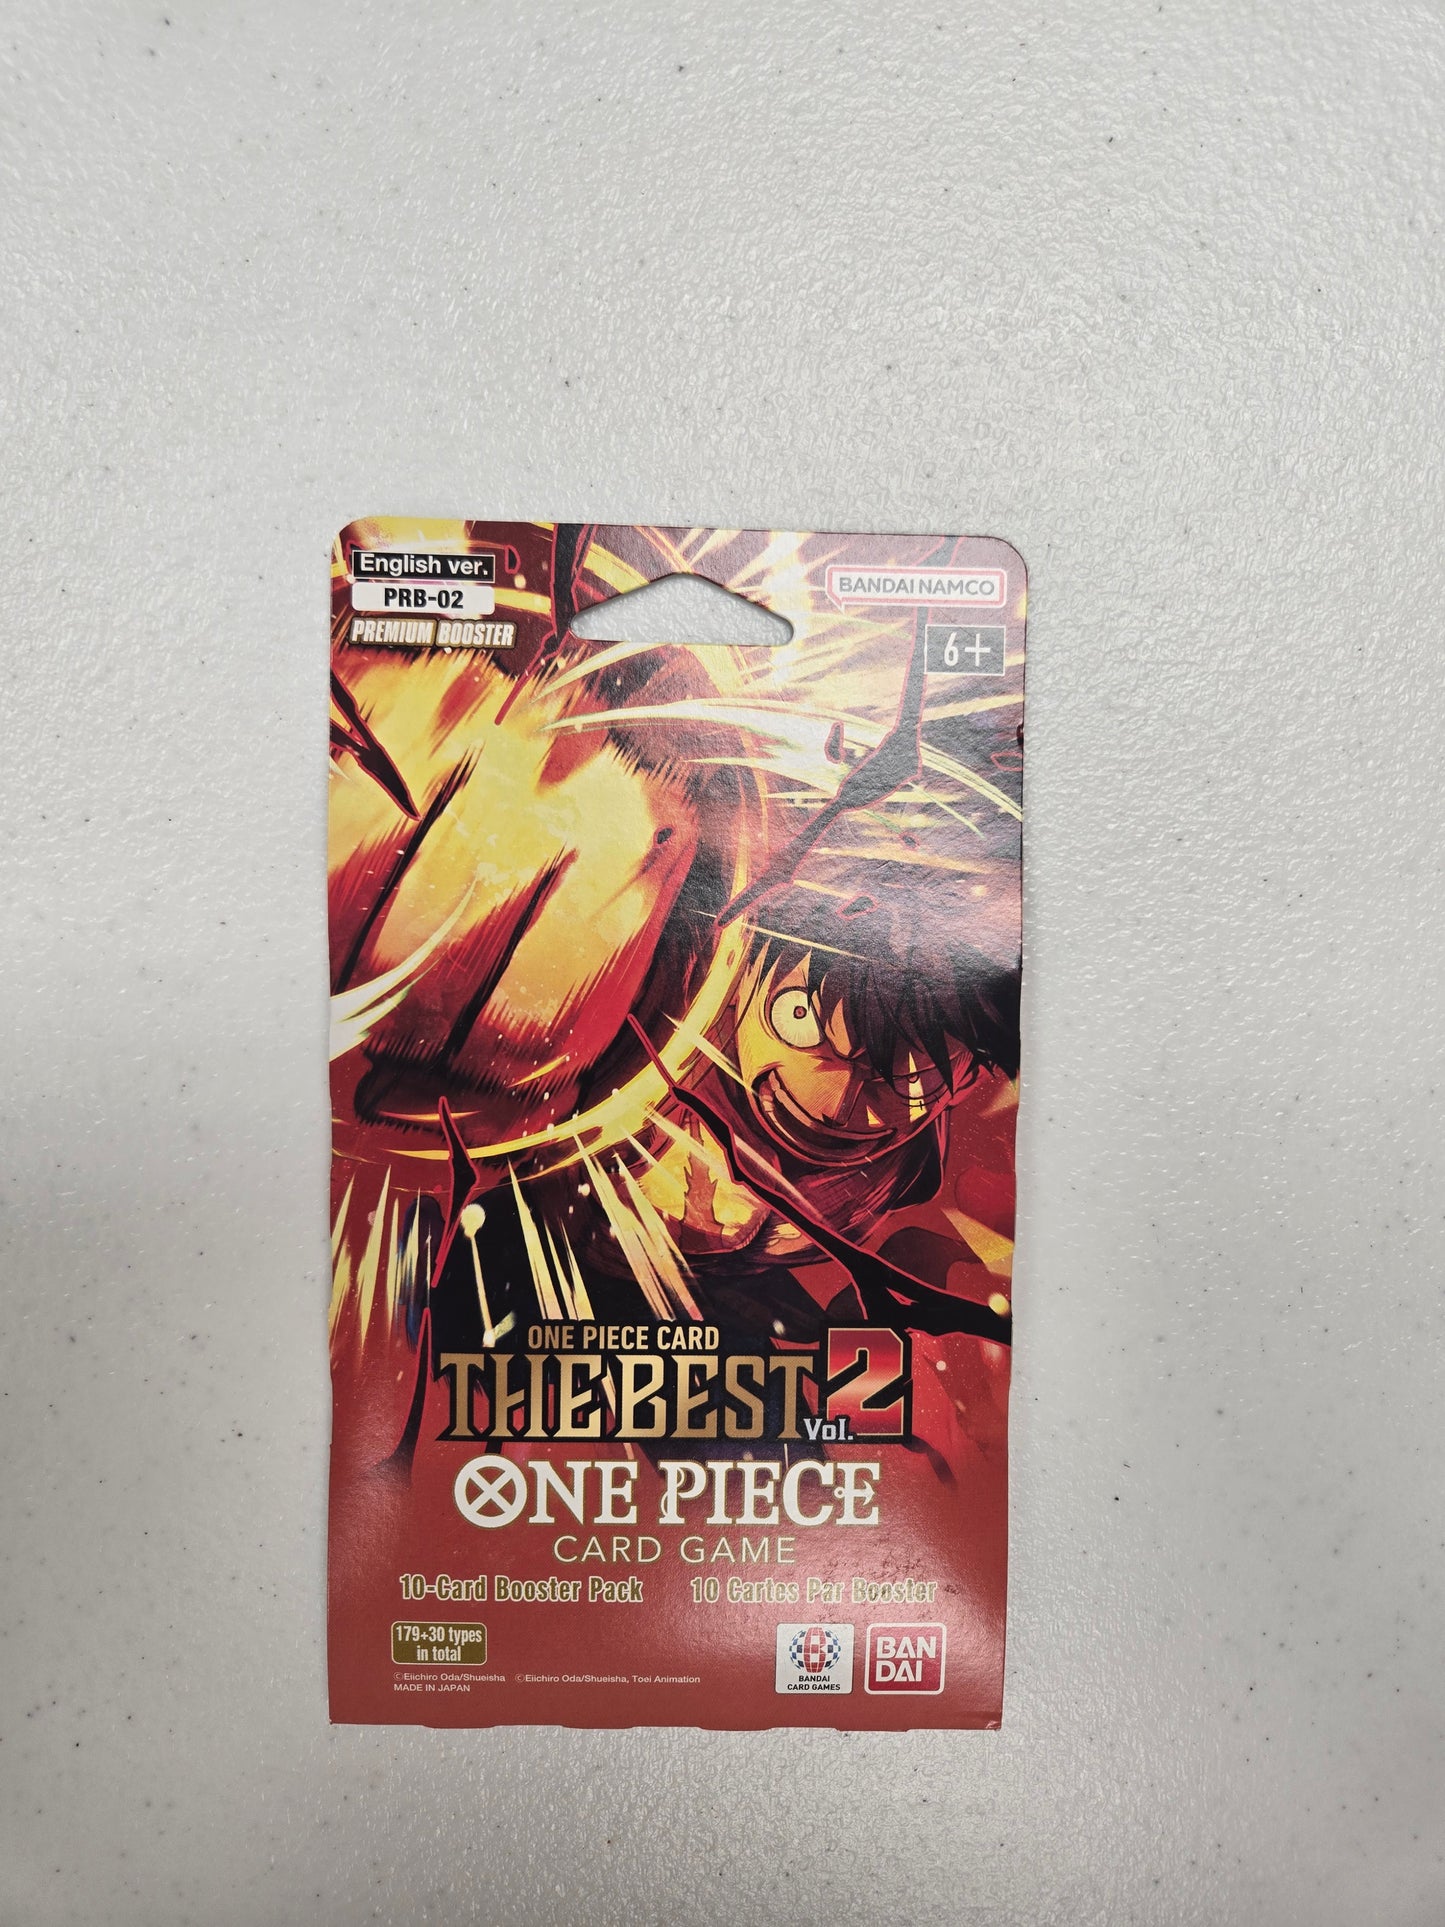 English ver.
PRB-02
PREMIUM BOOSTER
BANDAI NAMCO
6+
ONE PIECE CARD
THE BEST Vol. 2
ONE PIECE
CARD GAME
10-Card Booster Pack
10 Cartes Par Booster
179+30 types
in total
©Eiichiro Oda/Shueisha ©Eiichiro Oda/Shueisha, Toei Animation
MADE IN JAPAN
B
BANDAI
CARD GAMES
BAN
DAI